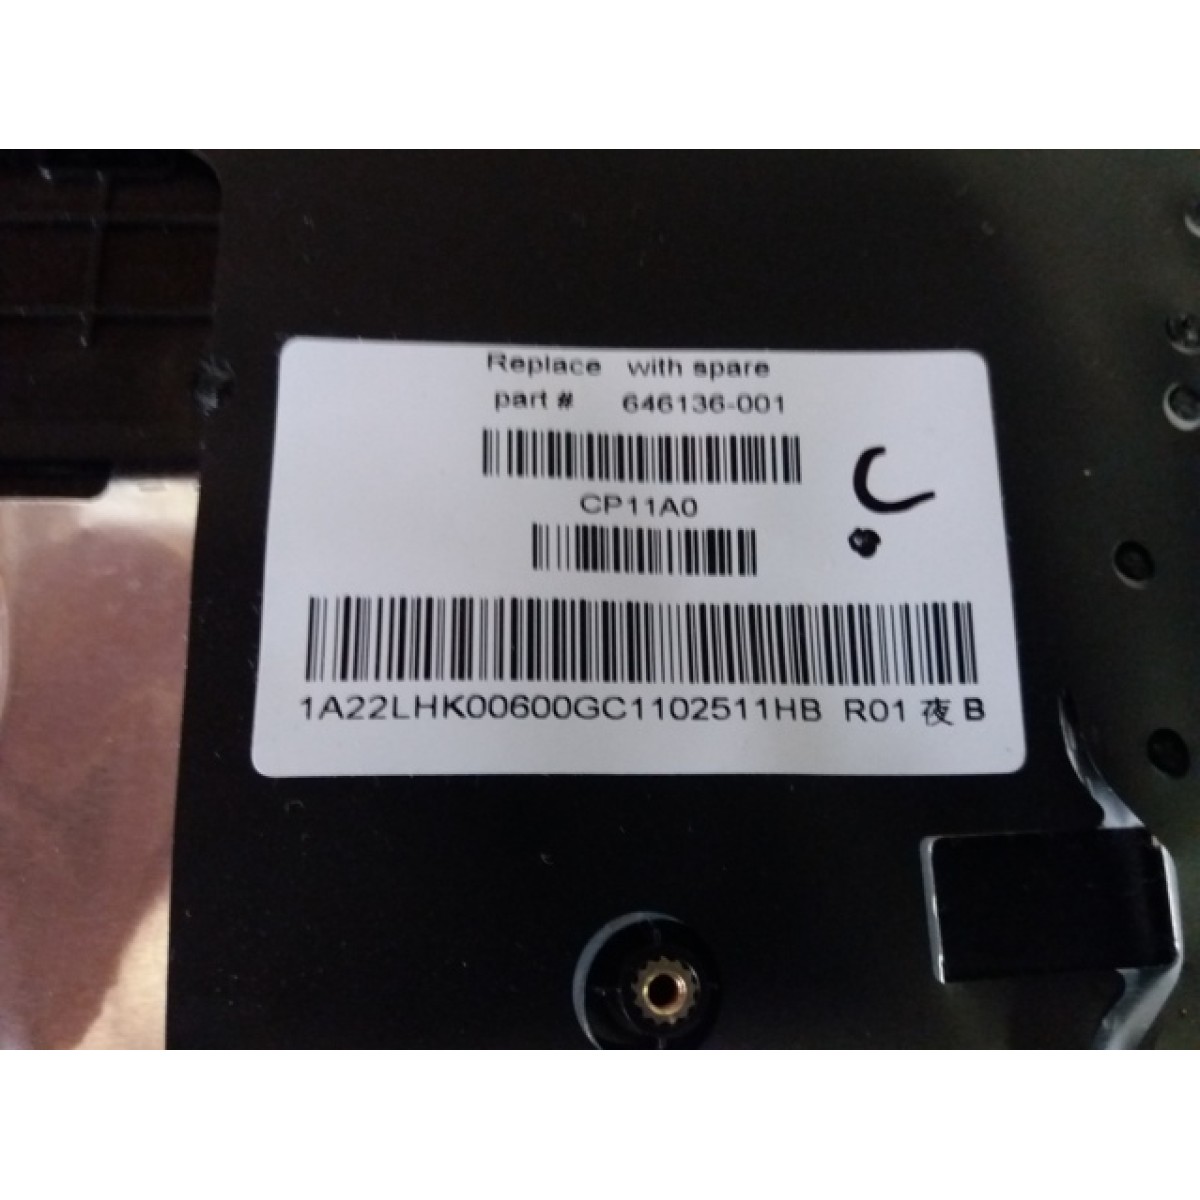 Replace with spare
part # 646136-001
CP11A0
1A22LHK00600GC1102511HB R01 夜 B